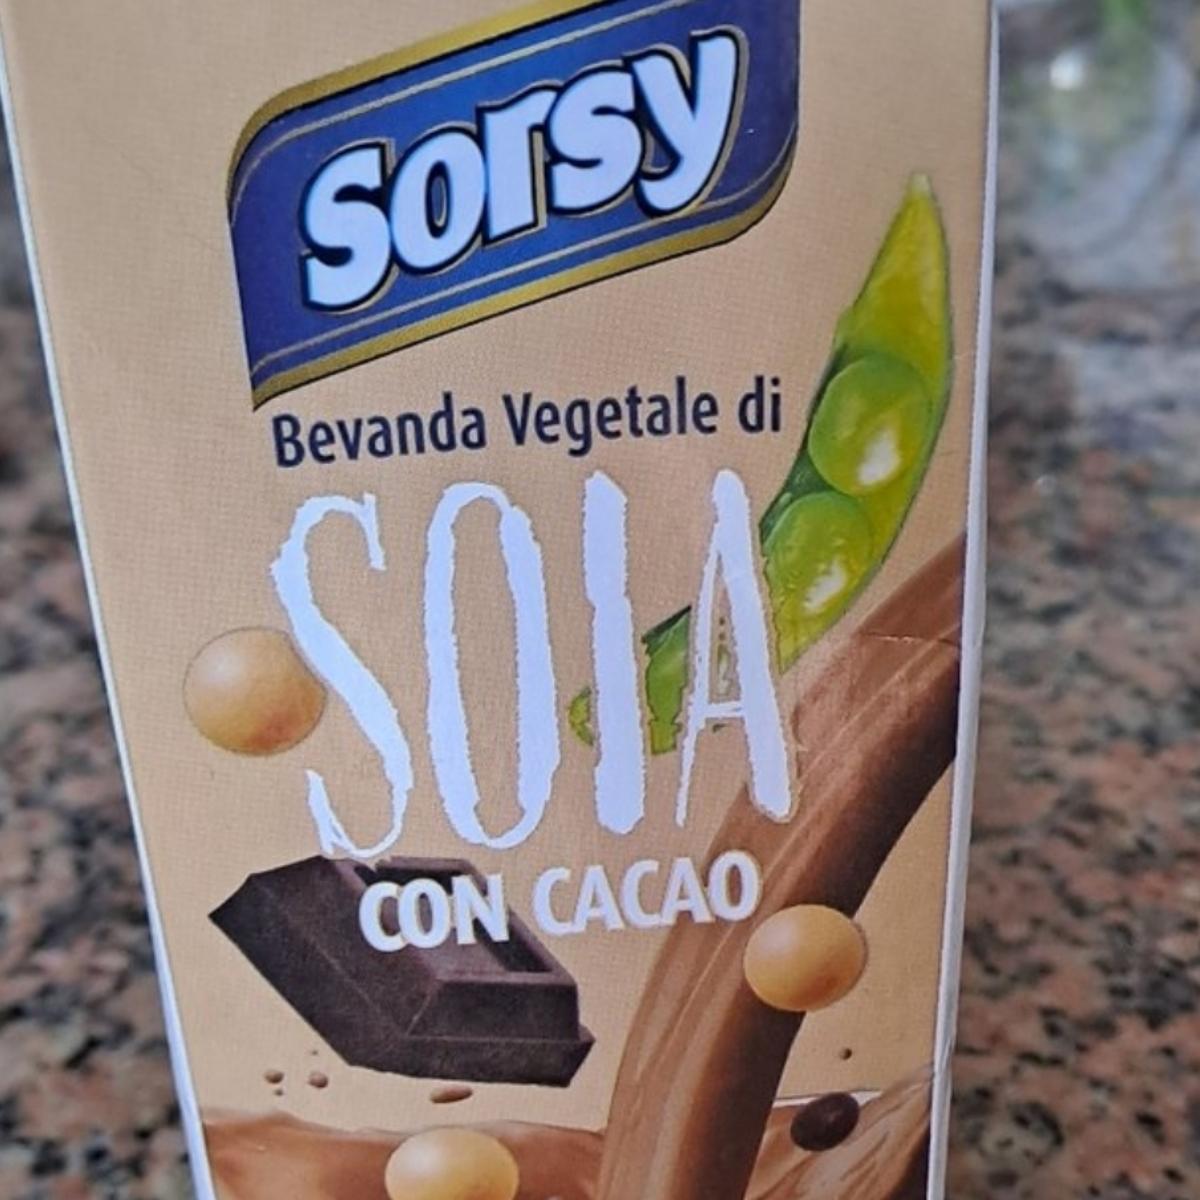 sorsy
Bevanda Vegetale di
SOIA
CON CACAO